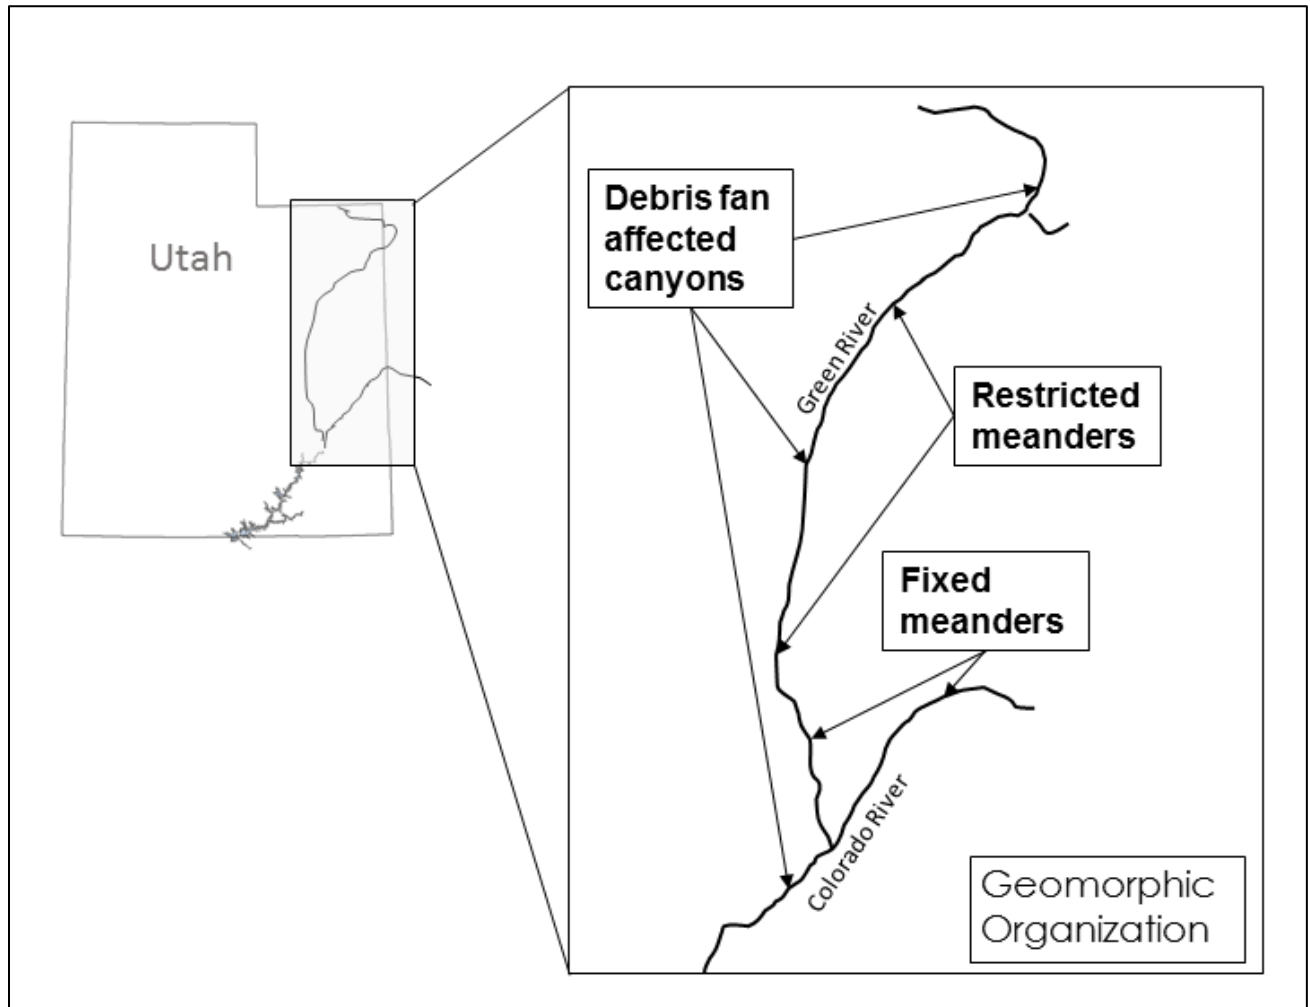 Utah
Debris fan
affected
canyons
Green River
Restricted
meanders
Fixed
meanders
Colorado River
Geomorphic
Organization